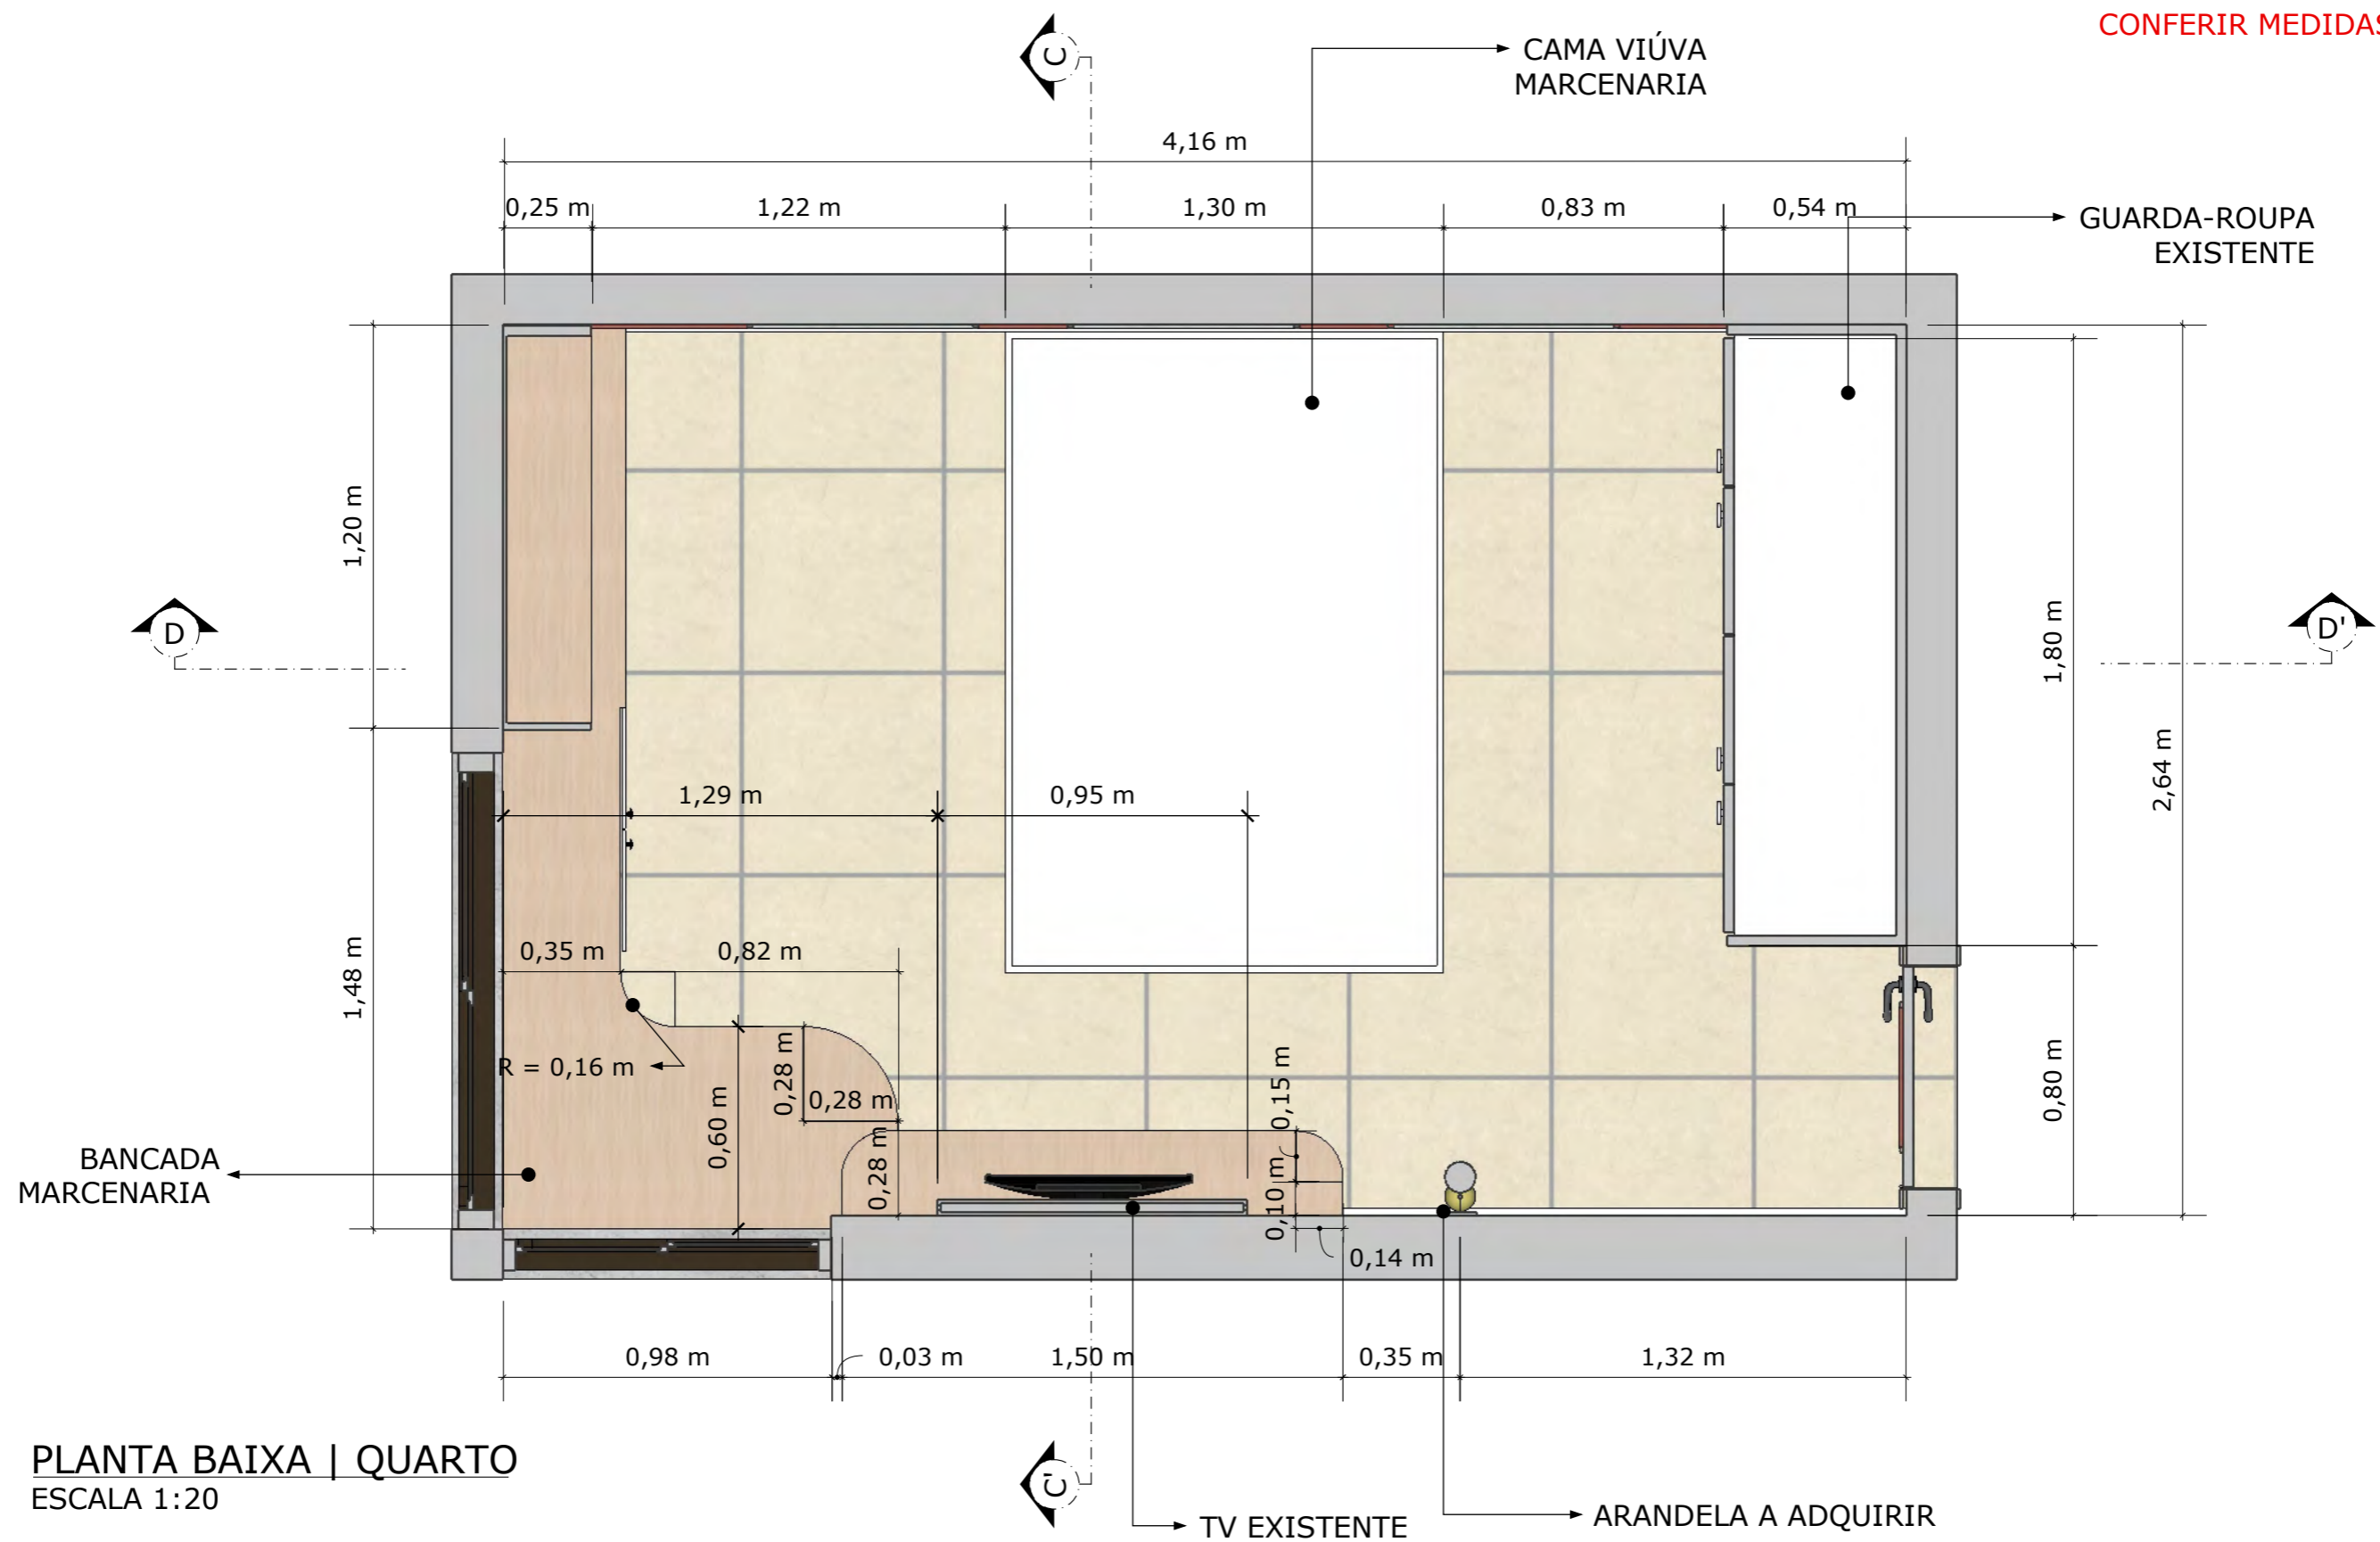 CONFERIR MEDIDAS
C
CAMA VIÚVA
MARCENARIA
4,16 m
0,25 m
1,22 m
1,30 m
0,83 m
0,54 m
GUARDA-ROUPA
EXISTENTE
1,20 m
D
D'
1,80 m
2,64 m
1,29 m
0,95 m
0,35 m
0,82 m
1,48 m
R = 0,16 m
0,28 m
0,28 m
0,60 m
0,28 m
0,15 m
0,10 m
0,14 m
0,80 m
BANCADA
MARCENARIA
0,98 m
0,03 m
1,50 m
0,35 m
1,32 m
PLANTA BAIXA | QUARTO
ESCALA 1:20
C'
TV EXISTENTE
ARANDELA A ADQUIRIR